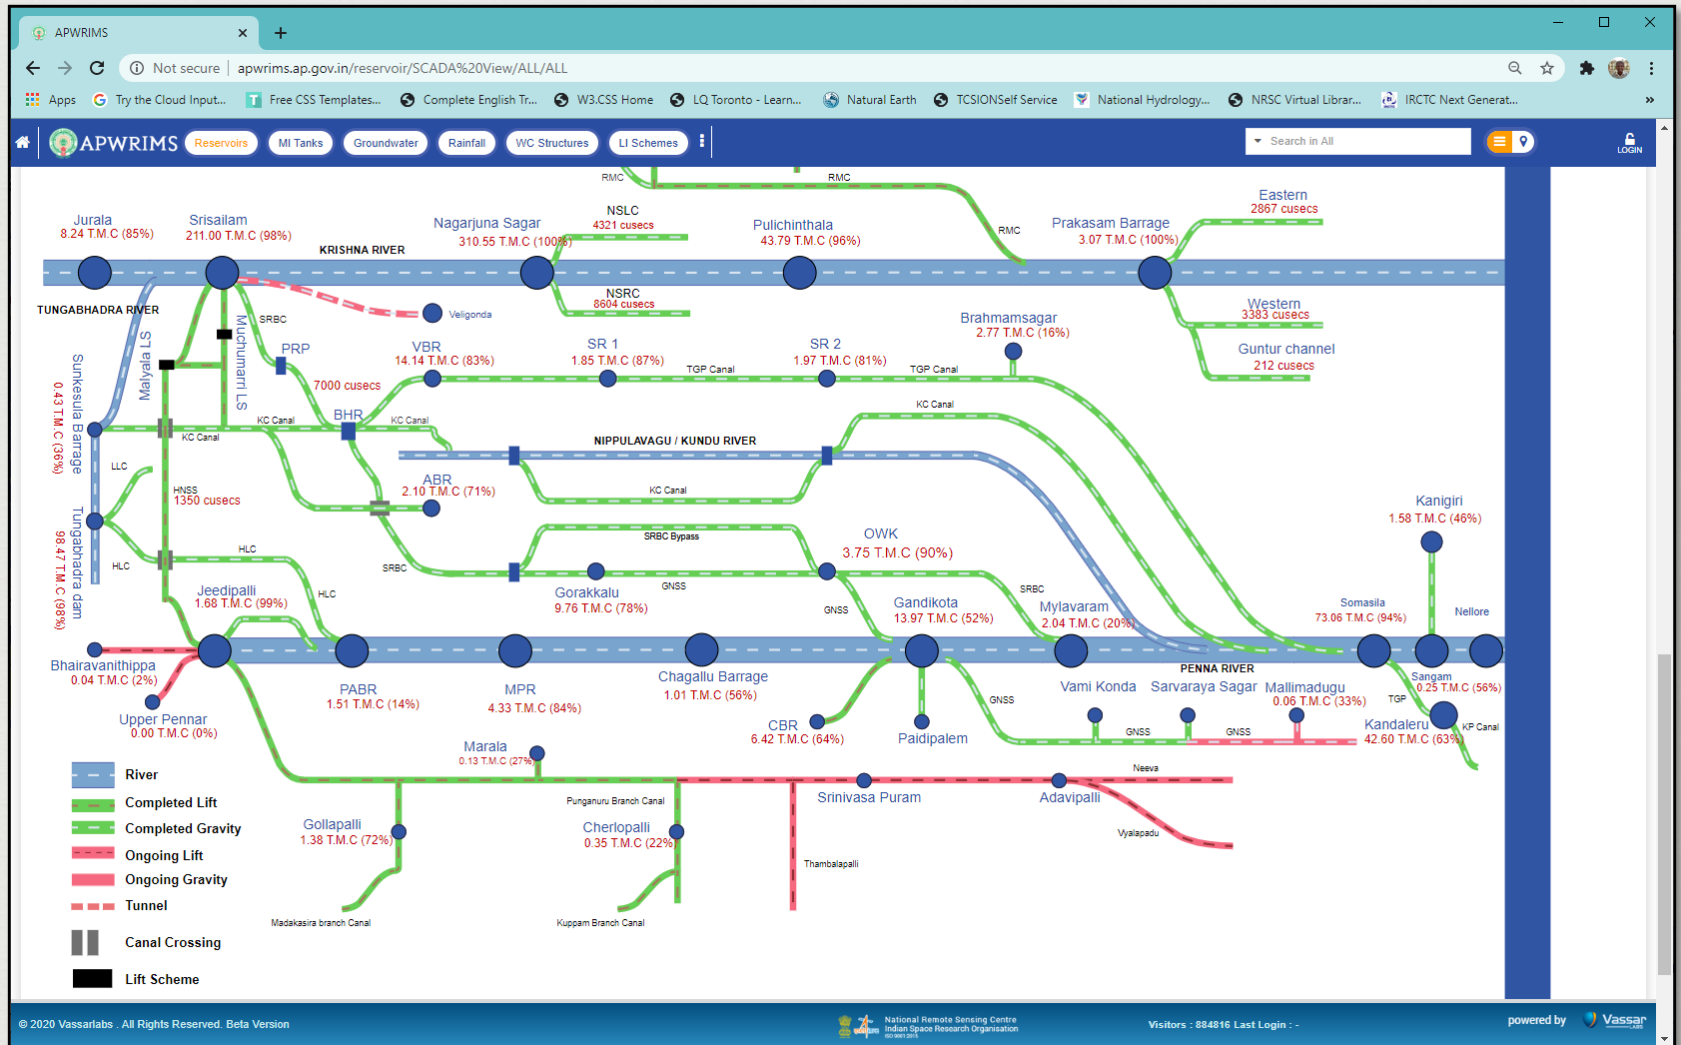 APWRIMS
Not secure | apwrims.ap.gov.in/reservoir/SCADA%20View/ALL/ALL
Apps Try the Cloud Input... Free CSS Templates... Complete English Tr... W3.CSS Home LQ Toronto - Learn... Natural Earth TCSIONSelf Service National Hydrology... NRSC Virtual Librar... IRCTC Next Generat... »
APWRIMS Reservoirs MI Tanks Groundwater Rainfall WC Structures LI Schemes Search in All LOGIN
RMC
RMC
RMC
Jurala
8.24 T.M.C (85%)
Srisailam
211.00 T.M.C (98%)
KRISHNA RIVER
Nagarjuna Sagar
310.55 T.M.C (100%)
NSLC
4321 cusecs
Pulichinthala
43.79 T.M.C (96%)
Prakasam Barrage
3.07 T.M.C (100%)
Eastern
2867 cusecs
TUNGABHADRA RIVER
NSRC
8604 cusecs
Western
3383 cusecs
Guntur channel
212 cusecs
Veligonda
SRBC
PRP
Malyala LS
Muchumarri LS
7000 cusecs
VBR
14.14 T.M.C (83%)
SR 1
1.85 T.M.C (87%)
TGP Canal
SR 2
1.97 T.M.C (81%)
TGP Canal
Brahmamsagar
2.77 T.M.C (16%)
Sunkesula Barrage
0.43 T.M.C (36%)
KC Canal
KC Canal
BHR
KC Canal
KC Canal
NIPPULAVAGU / KUNDU RIVER
LLC
HNSS
1350 cusecs
ABR
2.10 T.M.C (71%)
KC Canal
Kanigiri
1.58 T.M.C (46%)
Tungabhadra dam
98.47 T.M.C (98%)
HLC
HLC
HLC
SRBC
SRBC Bypass
OWK
3.75 T.M.C (90%)
Gorakkalu
9.76 T.M.C (78%)
GNSS
GNSS
SRBC
Jeedipalli
1.68 T.M.C (99%)
Gandikota
13.97 T.M.C (52%)
Mylavaram
2.04 T.M.C (20%)
Somasila
73.06 T.M.C (94%)
Nellore
Bhairavanithippa
0.04 T.M.C (2%)
Upper Pennar
0.00 T.M.C (0%)
PABR
1.51 T.M.C (14%)
MPR
4.33 T.M.C (84%)
Chagallu Barrage
1.01 T.M.C (56%)
PENNA RIVER
Sangam
0.25 T.M.C (56%)
CBR
6.42 T.M.C (64%)
Paidipalem
GNSS
Vami Konda
GNSS
Sarvaraya Sagar
GNSS
Mallimadugu
0.06 T.M.C (33%)
TGP
Kandaleru
42.60 T.M.C (63%)
KP Canal
Marala
0.13 T.M.C (27%)
Punganuru Branch Canal
Srinivasa Puram
Adavipalli
Neeva
Vyalapadu
Gollapalli
1.38 T.M.C (72%)
Cherlopalli
0.35 T.M.C (22%)
Thambalapalli
Madakasira branch Canal
Kuppam Branch Canal
River
Completed Lift
Completed Gravity
Ongoing Lift
Ongoing Gravity
Tunnel
Canal Crossing
Lift Scheme
© 2020 Vassarlabs . All Rights Reserved. Beta Version
National Remote Sensing Centre
Indian Space Research Organisation
ISO 9001:2015
Visitors : 884816 Last Login : -
powered by Vassar
LABS